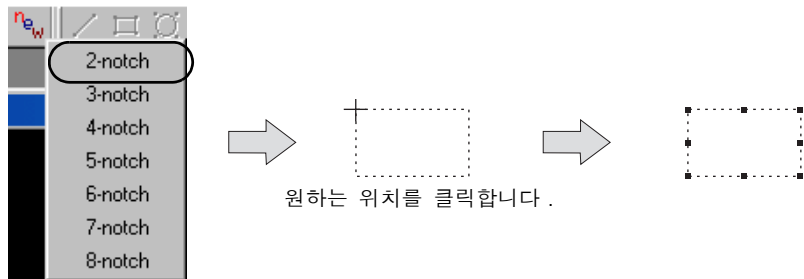 new
2-notch
3-notch
4-notch
5-notch
6-notch
7-notch
8-notch
원하는 위치를 클릭합니다 .